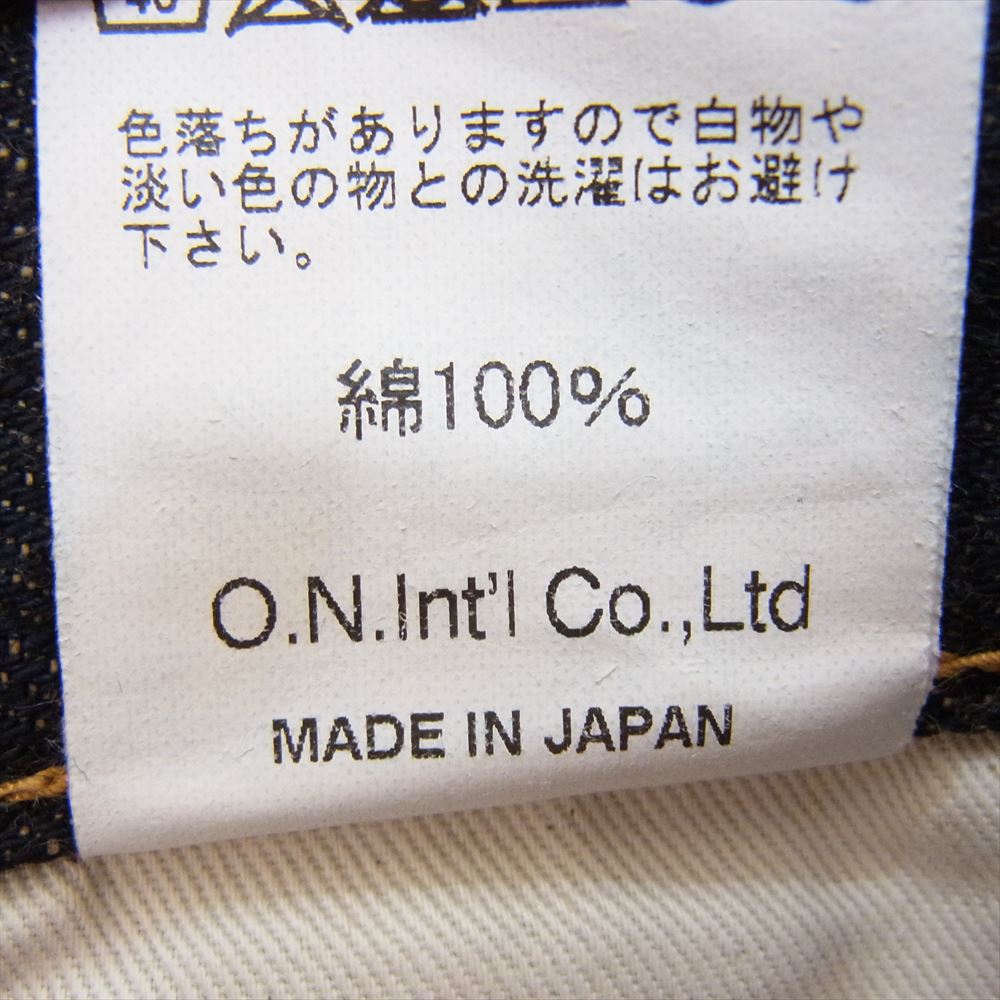 40
色落ちがありますので白物や
淡い色の物との洗濯はお避け
下さい。
綿100%
O.N.Int'l Co.,Ltd
MADE IN JAPAN